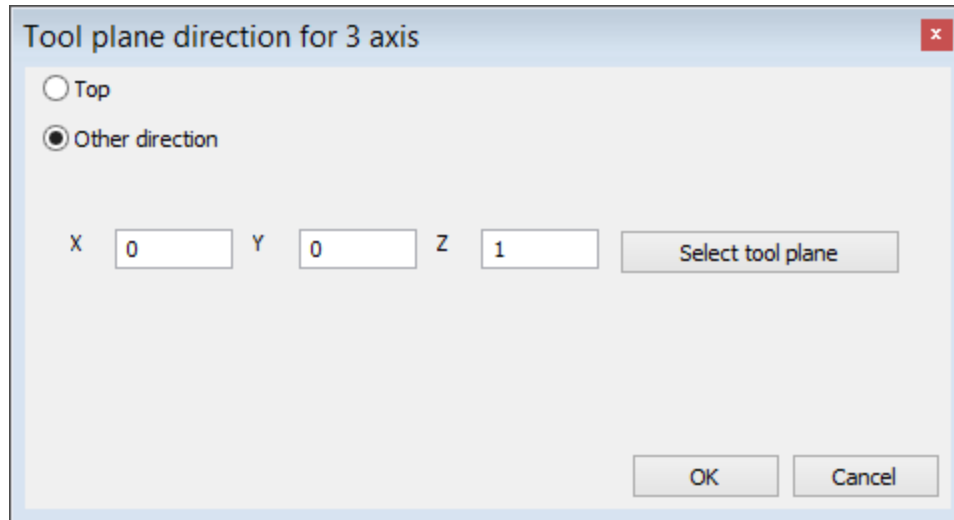 Tool plane direction for 3 axis
x
Top
Other direction
X 0 Y 0 Z 1 Select tool plane
OK Cancel